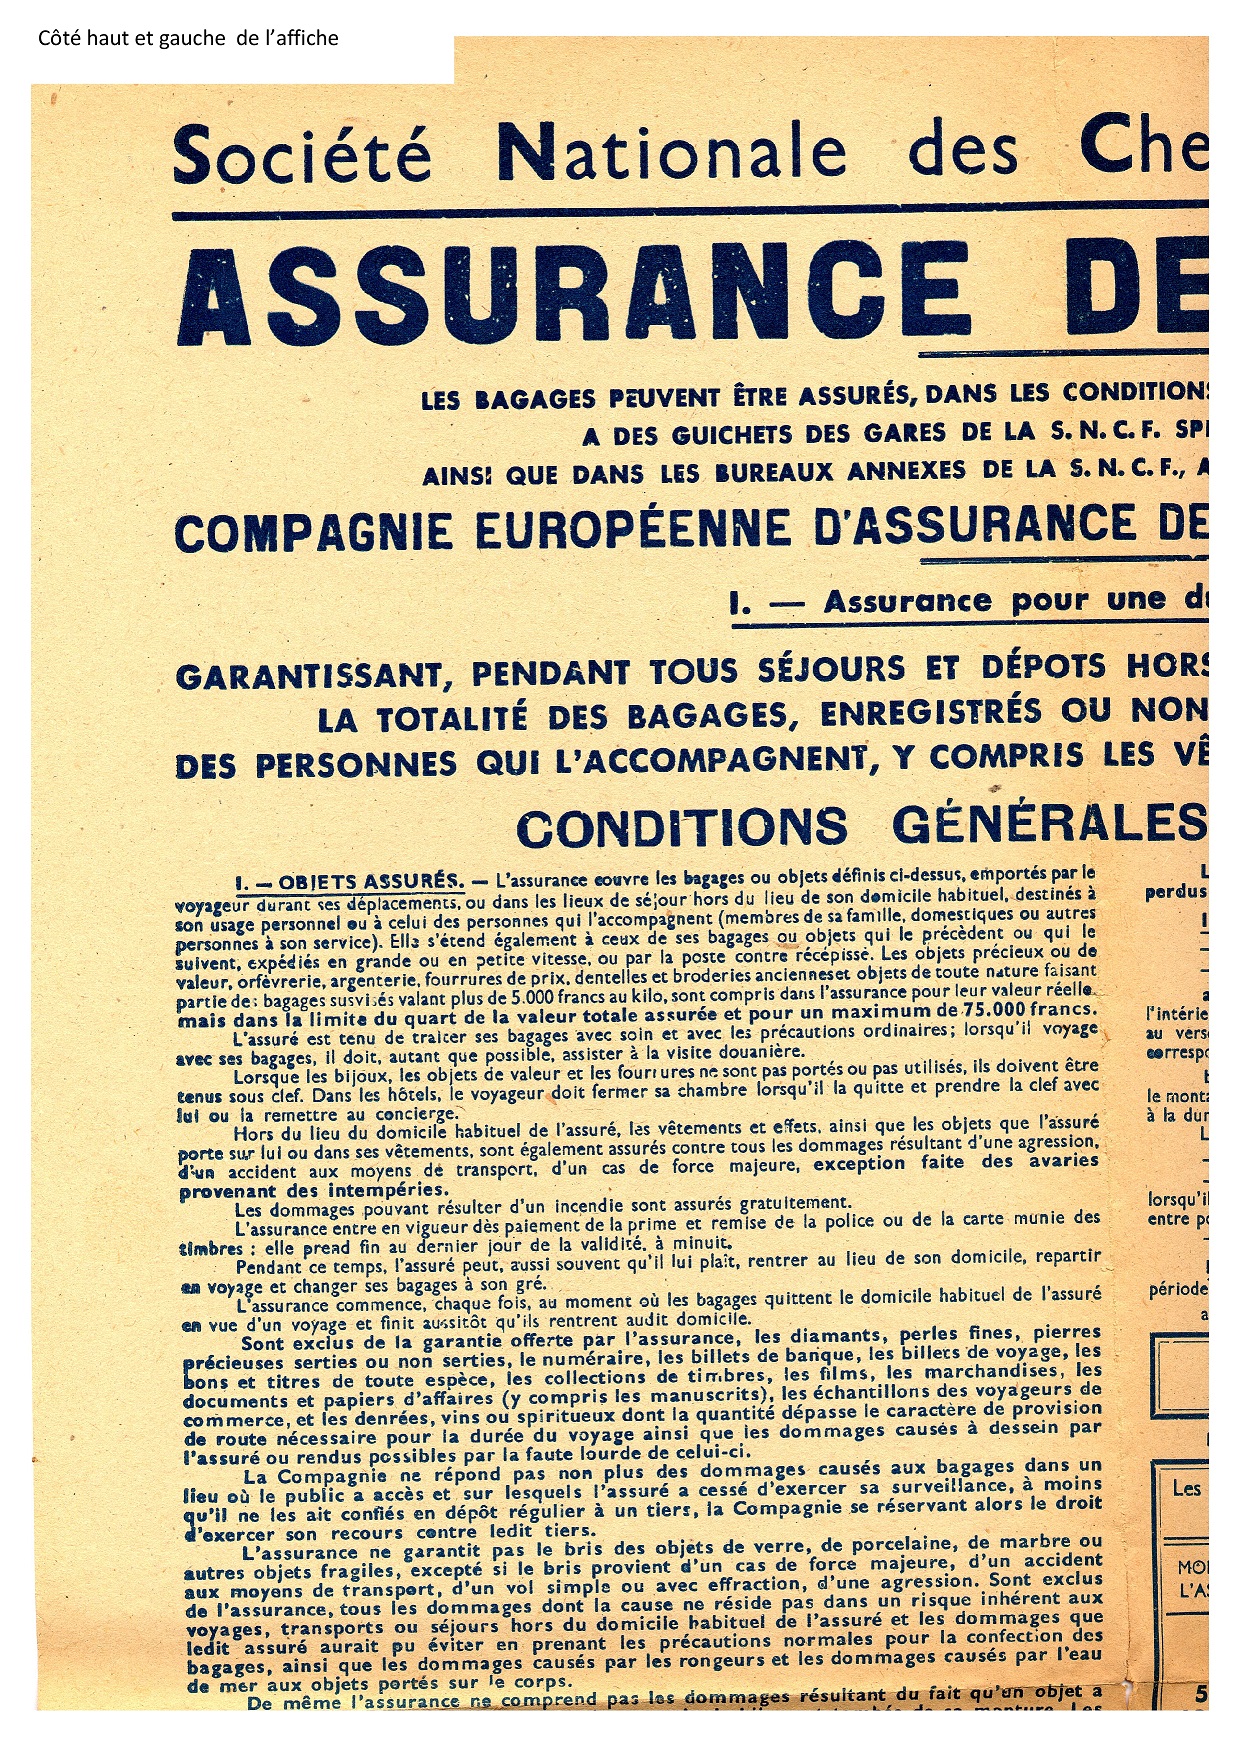 Côté haut et gauche de l’affiche
Société Nationale des Che
ASSURANCE DE
LES BAGAGES PEUVENT ÊTRE ASSURÉS, DANS LES CONDITIONS
A DES GUICHETS DES GARES DE LA S. N. C. F. SP
AINSI QUE DANS LES BUREAUX ANNEXES DE LA S. N. C. F., A
COMPAGNIE EUROPÉENNE D'ASSURANCE DE
I. — Assurance pour une d
GARANTISSANT, PENDANT TOUS SÉJOURS ET DÉPOTS HORS
LA TOTALITÉ DES BAGAGES, ENREGISTRÉS OU NON
DES PERSONNES QUI L'ACCOMPAGNENT, Y COMPRIS LES VÊ
CONDITIONS GÉNÉRALES
I. — OBJETS ASSURÉS. — L'assurance couvre les bagages ou objets définis ci-dessus, emportés par le
voyageur durant ses déplacements, ou dans les lieux de séjour hors du lieu de son domicile habituel, destinés à
son usage personnel ou à celui des personnes qui l'accompagnent (membres de sa famille, domestiques ou autres
personnes à son service). Elle s'étend également à ceux de ses bagages ou objets qui le précèdent ou qui le
suivent, expédiés en grande ou en petite vitesse, ou par la poste contre récépissé. Les objets précieux ou de
valeur, orfèvrerie, argenterie, fourrures de prix, dentelles et broderies ancienneset objets de toute nature faisant
partie des bagages susvisés valant plus de 5.000 francs au kilo, sont compris dans l'assurance pour leur valeur réelle.
mais dans la limite du quart de la valeur totale assurée et pour un maximum de 75.000 francs.
L'assuré est tenu de traiter ses bagages avec soin et avec les précautions ordinaires; lorsqu'il voyage
avec ses bagages, il doit, autant que possible, assister à la visite douanière.
Lorsque les bijoux, les objets de valeur et les fourrures ne sont pas portés ou pas utilisés, ils doivent être
tenus sous clef. Dans les hôtels, le voyageur doit fermer sa chambre lorsqu'il la quitte et prendre la clef avec
lui ou la remettre au concierge.
Hors du lieu du domicile habituel de l'assuré, les vêtements et effets, ainsi que les objets que l'assuré
porte sur lui ou dans ses vêtements, sont également assurés contre tous les dommages résultant d'une agression,
d'un accident aux moyens de transport, d'un cas de force majeure, exception faite des avaries
provenant des intempéries.
Les dommages pouvant résulter d'un incendie sont assurés gratuitement.
L'assurance entre en vigueur dès paiement de la prime et remise de la police ou de la carte munie des
timbres ; elle prend fin au dernier jour de la validité, à minuit.
Pendant ce temps, l'assuré peut, aussi souvent qu'il lui plaît, rentrer au lieu de son domicile, repartir
en voyage et changer ses bagages à son gré.
L'assurance commence, chaque fois, au moment où les bagages quittent le domicile habituel de l'assuré
en vue d'un voyage et finit aussitôt qu'ils rentrent audit domicile.
Sont exclus de la garantie offerte par l'assurance, les diamants, perles fines, pierres
précieuses serties ou non serties, le numéraire, les billets de banque, les billets de voyage, les
bons et titres de toute espèce, les collections de timbres, les films, les marchandises, les
documents et papiers d'affaires (y compris les manuscrits), les échantillons des voyageurs de
commerce, et les denrées, vins ou spiritueux dont la quantité dépasse le caractère de provision
de route nécessaire pour la durée du voyage ainsi que les dommages causés à dessein par
l'assuré ou rendus possibles par la faute lourde de celui-ci.
La Compagnie ne répond pas non plus des dommages causés aux bagages dans un
lieu où le public a accès et sur lesquels l'assuré a cessé d'exercer sa surveillance, à moins
qu'il ne les ait confiés en dépôt régulier à un tiers, la Compagnie se réservant alors le droit
d'exercer son recours contre ledit tiers.
L'assurance ne garantit pas le bris des objets de verre, de porcelaine, de marbre ou
autres objets fragiles, excepté si le bris provient d'un cas de force majeure, d'un accident
aux moyens de transport, d'un vol simple ou avec effraction, d'une agression. Sont exclus
de l'assurance, tous les dommages dont la cause ne réside pas dans un risque inhérent aux
voyages, transports ou séjours hors du domicile habituel de l'assuré et les dommages que
ledit assuré aurait pu éviter en prenant les précautions normales pour la confection des
bagages, ainsi que les dommages causés par les rongeurs et les dommages causés par l'eau
de mer aux objets portés sur le corps.
De même l'assurance ne comprend pas les dommages résultant du fait qu'un objet a
L
perdus
l'intérie
au vers
corresp
le mont
à la dur
L
lorsqu'il
entre p
période
a
Les
MO
L'AS
5